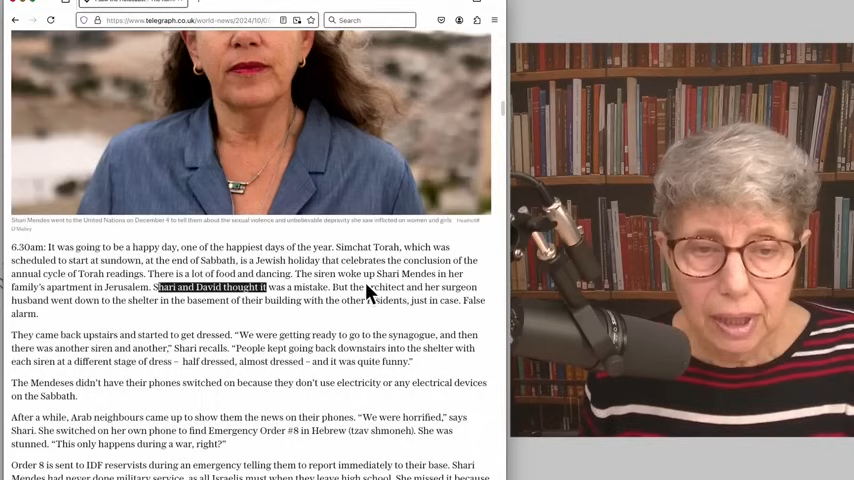 https://www.telegraph.co.uk/world-news/2024/10/0
Search
Shari Mendes went to the United Nations on December 4 to tell them about the sexual violence and unbelievable depravity she saw inflicted on women and girls
O'Malley
6.30am: It was going to be a happy day, one of the happiest days of the year. Simchat Torah, which was
scheduled to start at sundown, at the end of Sabbath, is a Jewish holiday that celebrates the conclusion of the
annual cycle of Torah readings. There is a lot of food and dancing. The siren woke up Shari Mendes in her
family's apartment in Jerusalem. Shari and David thought it was a mistake. But the architect and her surgeon
husband went down to the shelter in the basement of their building with the other residents, just in case. False
alarm.
They came back upstairs and started to get dressed. “We were getting ready to go to the synagogue, and then
there was another siren and another,” Shari recalls. “People kept going back downstairs into the shelter with
each siren at a different stage of dress – half dressed, almost dressed – and it was quite funny.”
The Mendeses didn't have their phones switched on because they don't use electricity or any electrical devices
on the Sabbath.
After a while, Arab neighbours came up to show them the news on their phones. “We were horrified,” says
Shari. She switched on her own phone to find Emergency Order #8 in Hebrew (tzav shmoneh). She was
stunned. “This only happens during a war, right?”
Order 8 is sent to IDF reservists during an emergency telling them to report immediately to their base. Shari
Mendes had never done military service, as all Israelis must when they leave high school. She missed it because